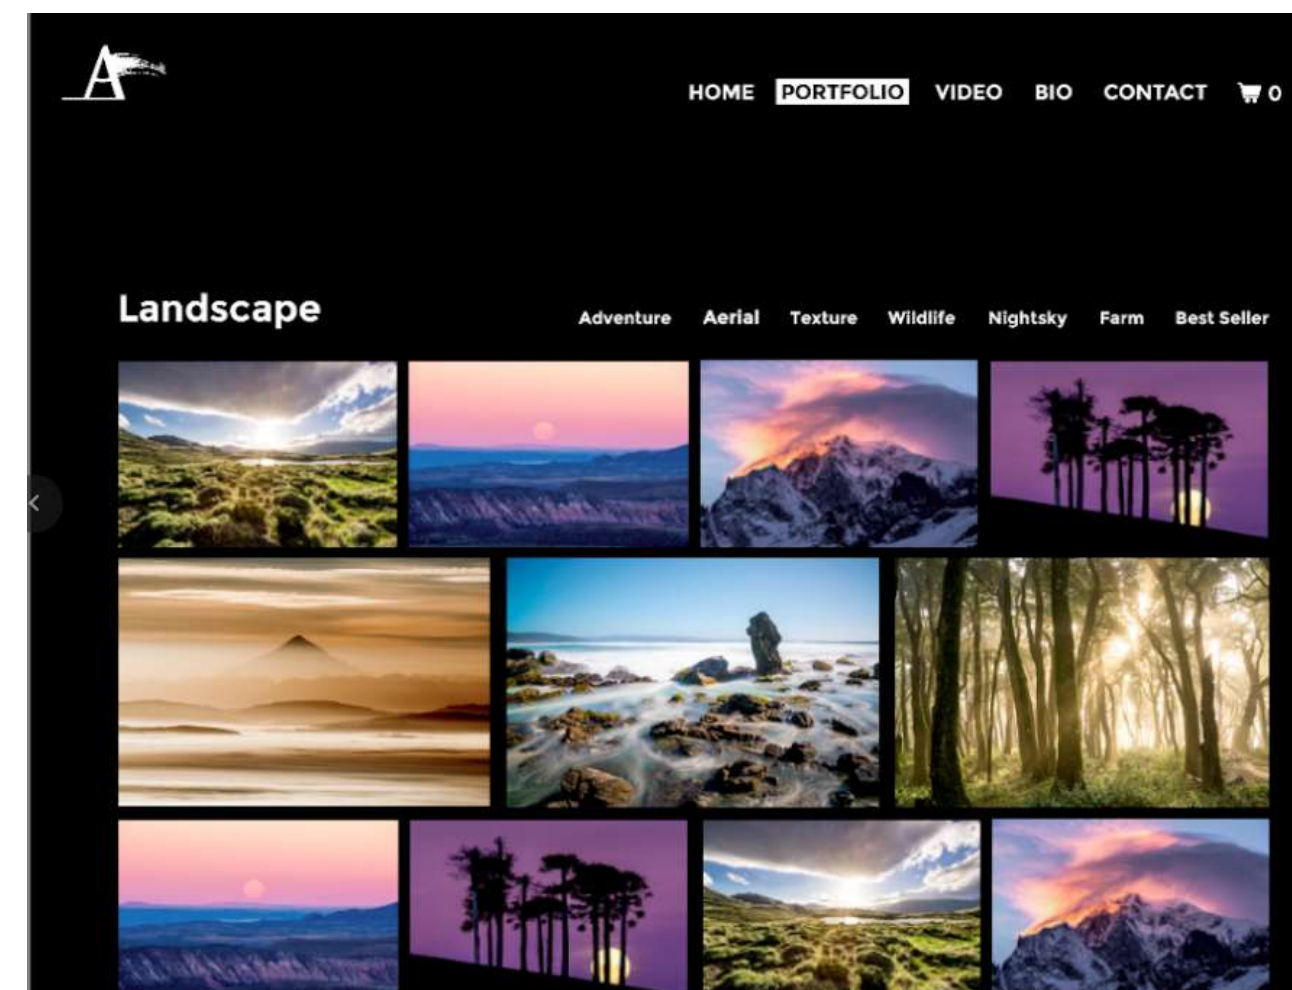 A
HOME PORTFOLIO VIDEO BIO CONTACT 0
Landscape
Adventure Aerial Texture Wildlife Nightsky Farm Best Seller